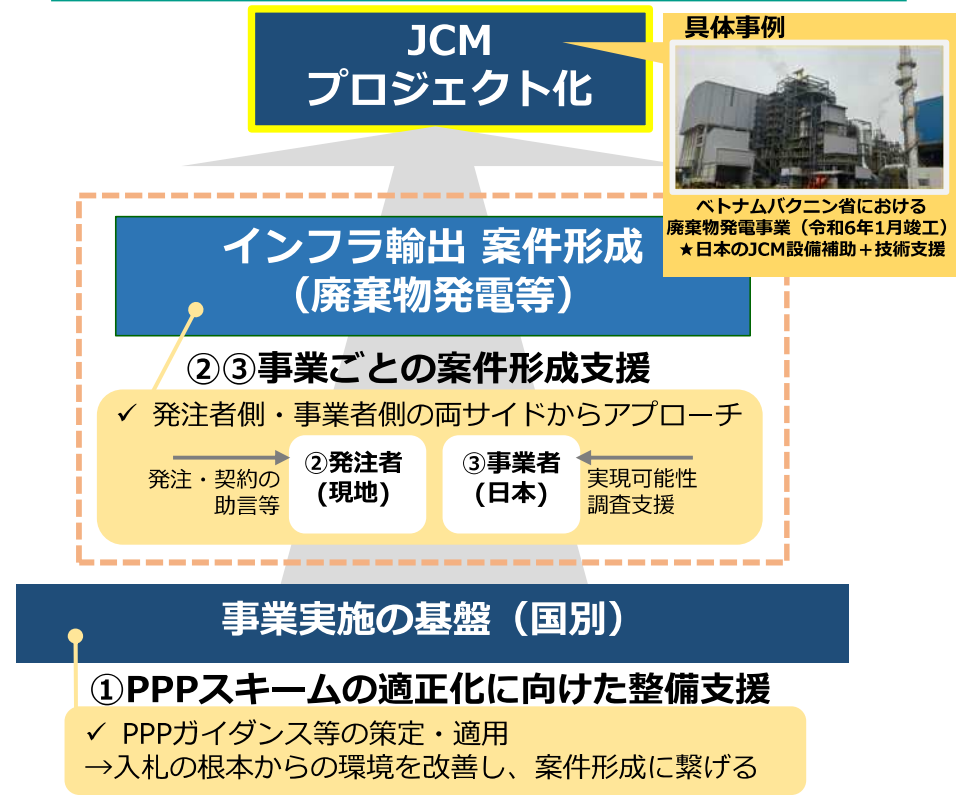 JCM
プロジェクト化
具体事例
ベトナムバクニン省における
廃棄物発電事業（令和6年1月竣工）
★日本のJCM設備補助＋技術支援
インフラ輸出 案件形成
（廃棄物発電等）
②③事業ごとの案件形成支援
✓ 発注者側・事業者側の両サイドからアプローチ
発注・契約の
助言等
②発注者
(現地)
③事業者
(日本)
実現可能性
調査支援
事業実施の基盤（国別）
①PPPスキームの適正化に向けた整備支援
✓ PPPガイダンス等の策定・適用
→入札の根本からの環境を改善し、案件形成に繋げる